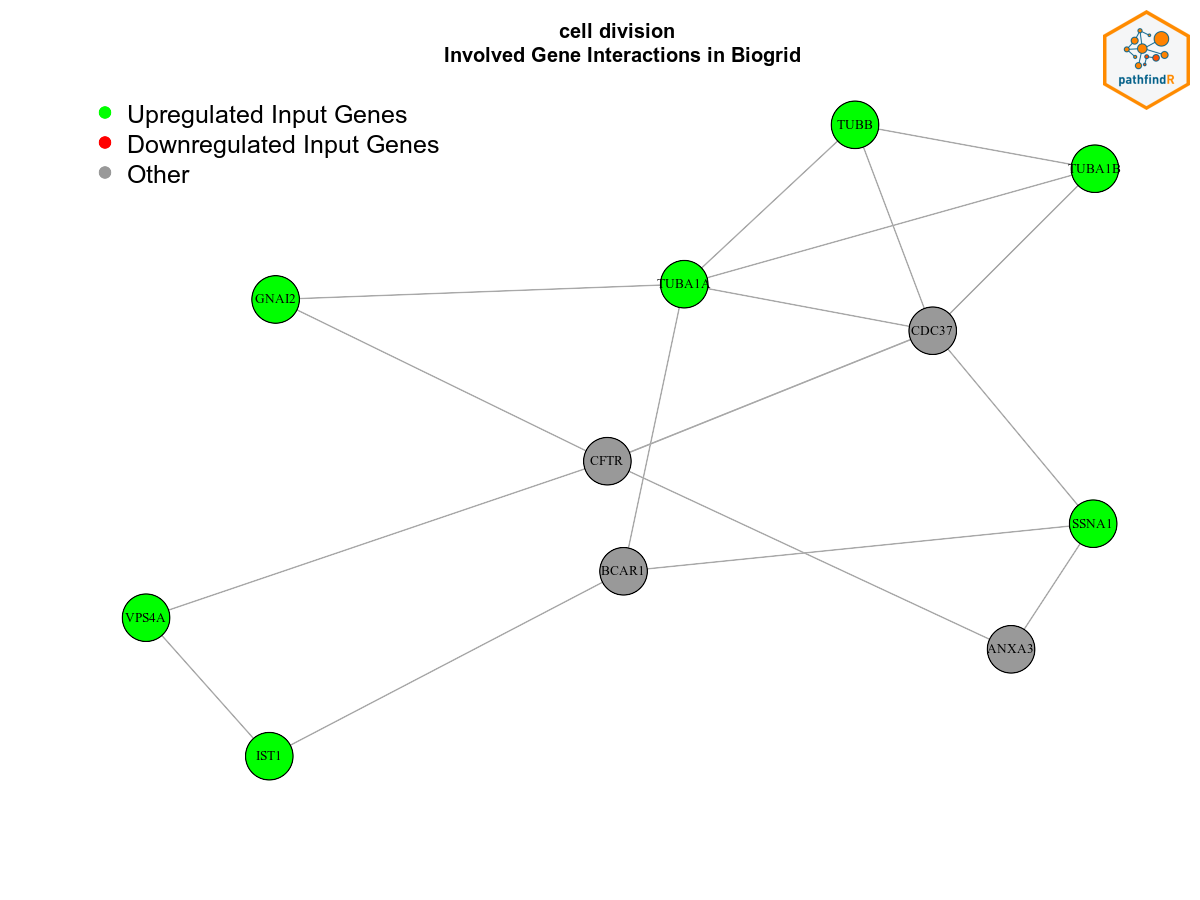 cell division
Involved Gene Interactions in Biogrid
pathfindR
Upregulated Input Genes
Downregulated Input Genes
Other
TUBB
TUBA1B
TUBA1A
GNAI2
CDC37
CFTR
SSNA1
BCAR1
VPS4A
ANXA3
IST1